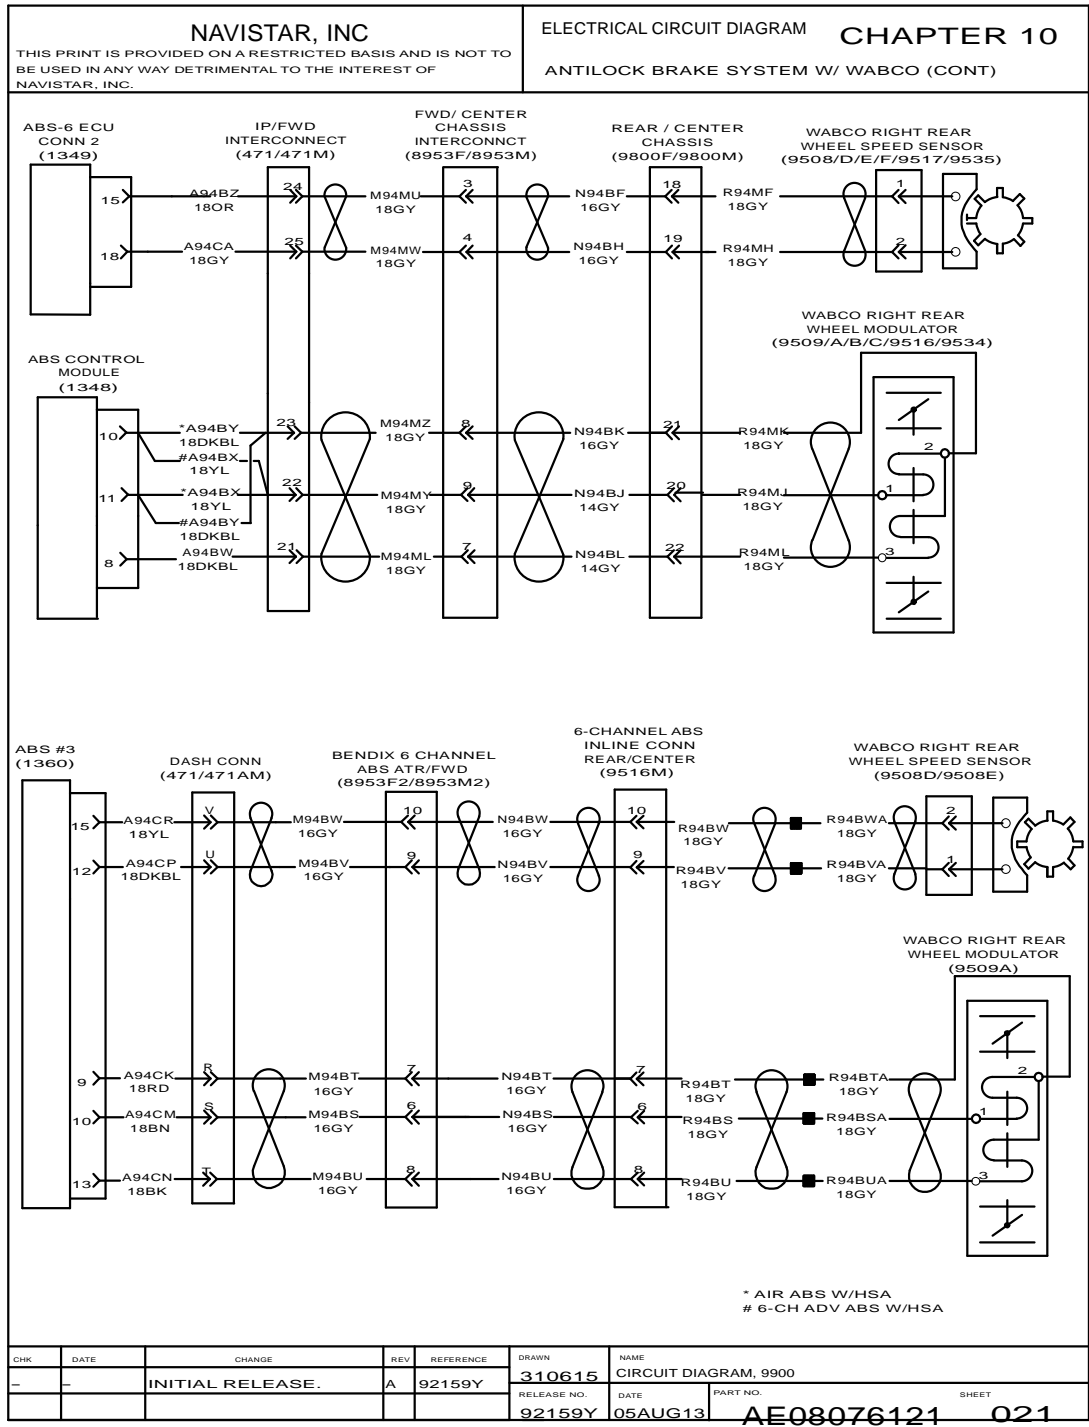 NAVISTAR, INC
THIS PRINT IS PROVIDED ON A RESTRICTED BASIS AND IS NOT TO
BE USED IN ANY WAY DETRIMENTAL TO THE INTEREST OF
NAVISTAR, INC.
ELECTRICAL CIRCUIT DIAGRAM
CHAPTER 10
ANTILOCK BRAKE SYSTEM W/ WABCO (CONT)
ABS-6 ECU
CONN 2
(1349)
IP/FWD
INTERCONNECT
(471/471M)
FWD/ CENTER
CHASSIS
INTERCONNCT
(8953F/8953M)
REAR / CENTER
CHASSIS
(9800F/9800M)
WABCO RIGHT REAR
WHEEL SPEED SENSOR
(9508/D/E/F/9517/9535)
15 A94BZ 24 M94MU 3 N94BF 18 R94MF 1
18OR 18GY 16GY 18GY
18 A94CA 25 M94MW 4 N94BH 19 R94MH 2
18GY 18GY 16GY 18GY
ABS CONTROL
MODULE
(1348)
WABCO RIGHT REAR
WHEEL MODULATOR
(9509/A/B/C/9516/9534)
10 *A94BY 23 M94MZ 8 N94BK 21 R94MK 2
18DKBL 18GY 16GY 18GY
#A94BX
18YL
11 *A94BX 22 M94MY 9 N94BJ 20 R94MJ 1
18YL 18GY 14GY 18GY
#A94BY
18DKBL
8 A94BW 21 M94ML 7 N94BL 22 R94ML 3
18DKBL 18GY 14GY 18GY
ABS #3
(1360)
DASH CONN
(471/471AM)
BENDIX 6 CHANNEL
ABS ATR/FWD
(8953F2/8953M2)
6-CHANNEL ABS
INLINE CONN
REAR/CENTER
(9516M)
WABCO RIGHT REAR
WHEEL SPEED SENSOR
(9508D/9508E)
15 A94CR V M94BW 10 N94BW 10 R94BW R94BWA 2
18YL 16GY 16GY 18GY 18GY
12 A94CP U M94BV 9 N94BV 9 R94BV R94BVA 1
18DKBL 16GY 16GY 18GY 18GY
WABCO RIGHT REAR
WHEEL MODULATOR
(9509A)
9 A94CK R M94BT 7 N94BT 7 R94BT R94BTA 2
18RD 16GY 16GY 18GY 18GY
10 A94CM S M94BS 6 N94BS 6 R94BS R94BSA 1
18BN 16GY 16GY 18GY 18GY
13 A94CN T M94BU 8 N94BU 8 R94BU R94BUA 3
18BK 16GY 16GY 18GY 18GY
* AIR ABS W/HSA
# 6-CH ADV ABS W/HSA
CHK DATE CHANGE REV REFERENCE DRAWN NAME
– – INITIAL RELEASE. A 92159Y 310615 CIRCUIT DIAGRAM, 9900
RELEASE NO. DATE PART NO. SHEET
92159Y 05AUG13 AE08076121 021